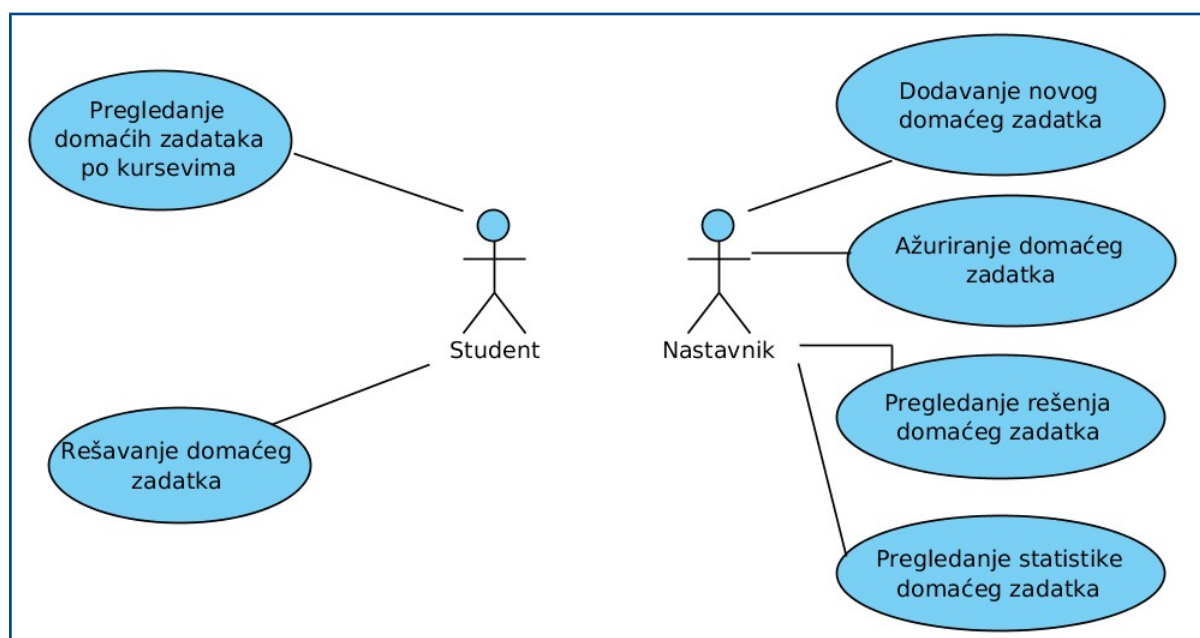 Pregledanje
domaćih zadataka
po kursevima
Dodavanje novog
domaćeg zadatka
Ažuriranje domaćeg
zadatka
Student
Nastavnik
Pregledanje rešenja
domaćeg zadatka
Rešavanje domaćeg
zadatka
Pregledanje statistike
domaćeg zadatka